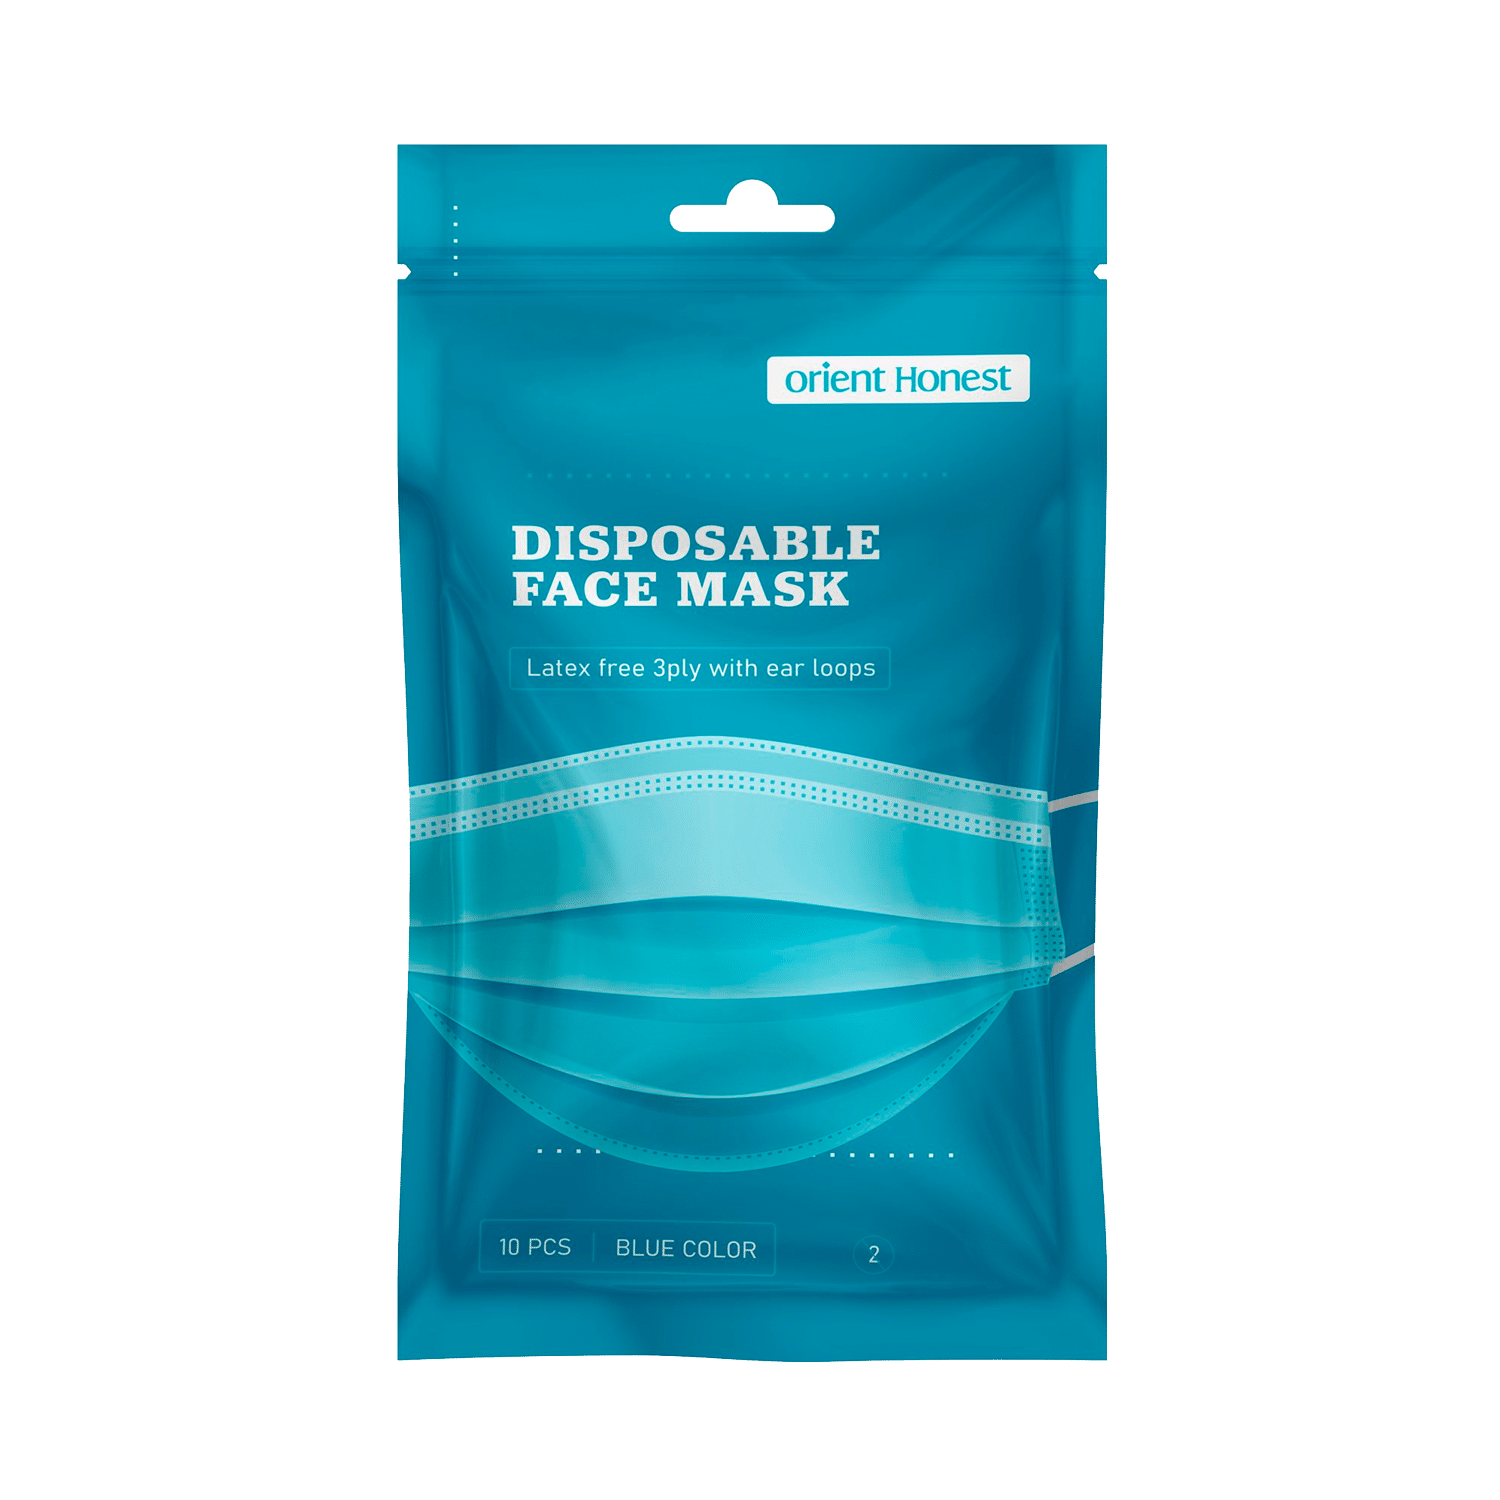 orient Honest
DISPOSABLE
FACE MASK
Latex free 3ply with ear loops
10 PCS | BLUE COLOR
2